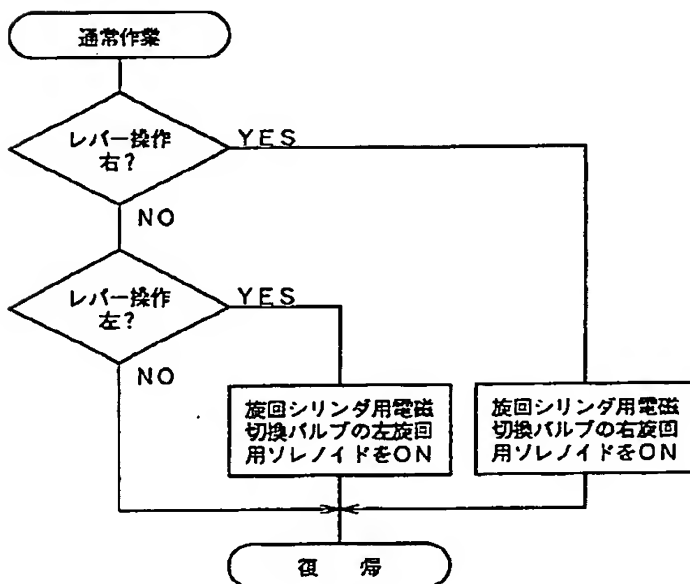 通常作業
レバー操作
右?
YES
NO
レバー操作
左?
YES
NO
旋回シリンダ用電磁
切換バルブの左旋回
用ソレノイドをON
旋回シリンダ用電磁
切換バルブの右旋回
用ソレノイドをON
復 帰